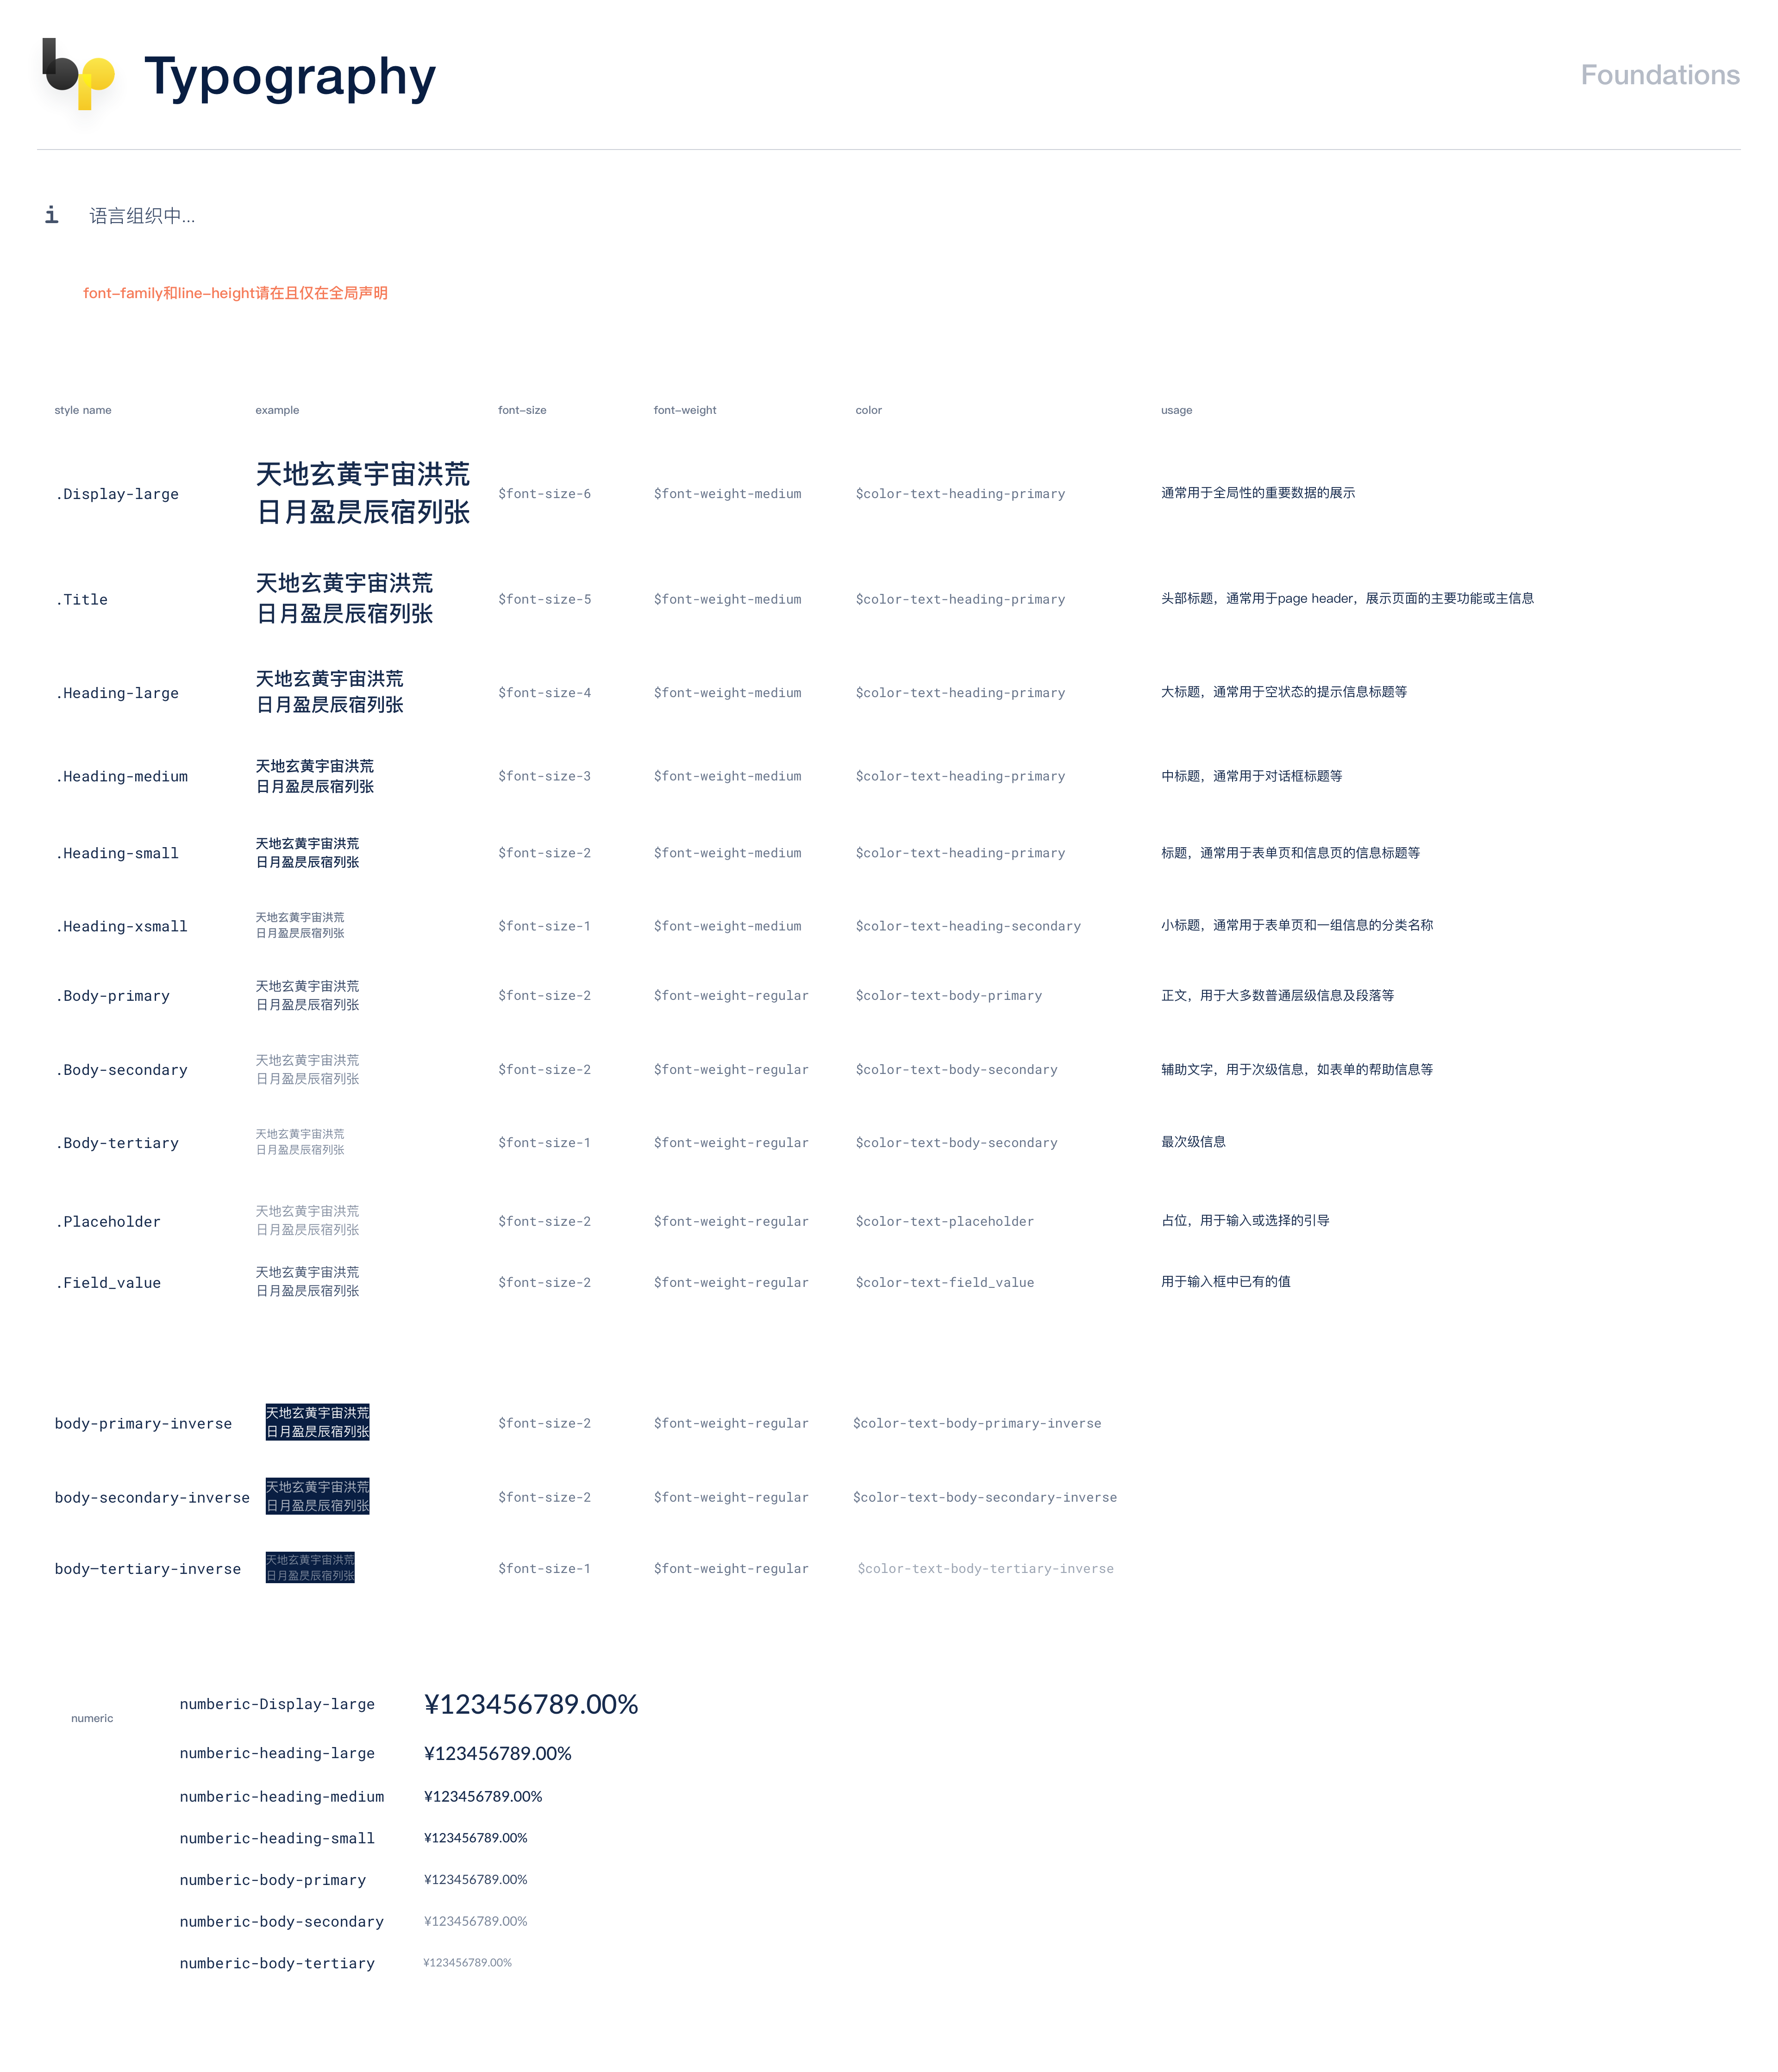 bp
Typography
Foundations
i 语言组织中...
font-family和line-height请在且仅在全局声明
style name example font-size font-weight color usage
天地玄黄宇宙洪荒
日月盈昃辰宿列张
.Display-large $font-size-6 $font-weight-medium $color-text-heading-primary 通常用于全局性的重要数据的展示
天地玄黄宇宙洪荒
日月盈昃辰宿列张
.Title $font-size-5 $font-weight-medium $color-text-heading-primary 头部标题，通常用于page header，展示页面的主要功能或主信息
天地玄黄宇宙洪荒
日月盈昃辰宿列张
.Heading-large $font-size-4 $font-weight-medium $color-text-heading-primary 大标题，通常用于空状态的提示信息标题等
天地玄黄宇宙洪荒
日月盈昃辰宿列张
.Heading-medium $font-size-3 $font-weight-medium $color-text-heading-primary 中标题，通常用于对话框标题等
天地玄黄宇宙洪荒
日月盈昃辰宿列张
.Heading-small $font-size-2 $font-weight-medium $color-text-heading-primary 标题，通常用于表单页和信息页的信息标题等
天地玄黄宇宙洪荒
日月盈昃辰宿列张
.Heading-xsmall $font-size-1 $font-weight-medium $color-text-heading-secondary 小标题，通常用于表单页和一组信息的分类名称
天地玄黄宇宙洪荒
日月盈昃辰宿列张
.Body-primary $font-size-2 $font-weight-regular $color-text-body-primary 正文，用于大多数普通层级信息及段落等
天地玄黄宇宙洪荒
日月盈昃辰宿列张
.Body-secondary $font-size-2 $font-weight-regular $color-text-body-secondary 辅助文字，用于次级信息，如表单的帮助信息等
天地玄黄宇宙洪荒
日月盈昃辰宿列张
.Body-tertiary $font-size-1 $font-weight-regular $color-text-body-secondary 最次级信息
天地玄黄宇宙洪荒
日月盈昃辰宿列张
.Placeholder $font-size-2 $font-weight-regular $color-text-placeholder 占位，用于输入或选择的引导
天地玄黄宇宙洪荒
日月盈昃辰宿列张
.Field_value $font-size-2 $font-weight-regular $color-text-field_value 用于输入框中已有的值
天地玄黄宇宙洪荒
日月盈昃辰宿列张
body-primary-inverse $font-size-2 $font-weight-regular $color-text-body-primary-inverse
天地玄黄宇宙洪荒
日月盈昃辰宿列张
body-secondary-inverse $font-size-2 $font-weight-regular $color-text-body-secondary-inverse
天地玄黄宇宙洪荒
日月盈昃辰宿列张
body-tertiary-inverse $font-size-1 $font-weight-regular $color-text-body-tertiary-inverse
numeric
numberic-Display-large ¥123456789.00%
numberic-heading-large ¥123456789.00%
numberic-heading-medium ¥123456789.00%
numberic-heading-small ¥123456789.00%
numberic-body-primary ¥123456789.00%
numberic-body-secondary ¥123456789.00%
numberic-body-tertiary ¥123456789.00%